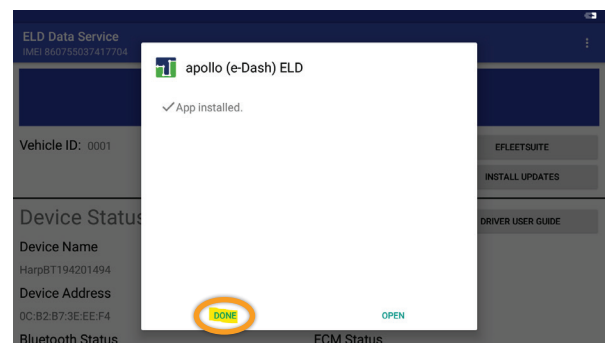 ELD Data Service
IMEI 860755037417704
apollo (e-Dash) ELD
App installed.
Vehicle ID: 0001
EFLEETSUITE
INSTALL UPDATES
Device Status
DRIVER USER GUIDE
Device Name
HarpBT194201494
Device Address
0C:B2:B7:3E:EE:F4
DONE
OPEN
Bluetooth Status
ECM Status